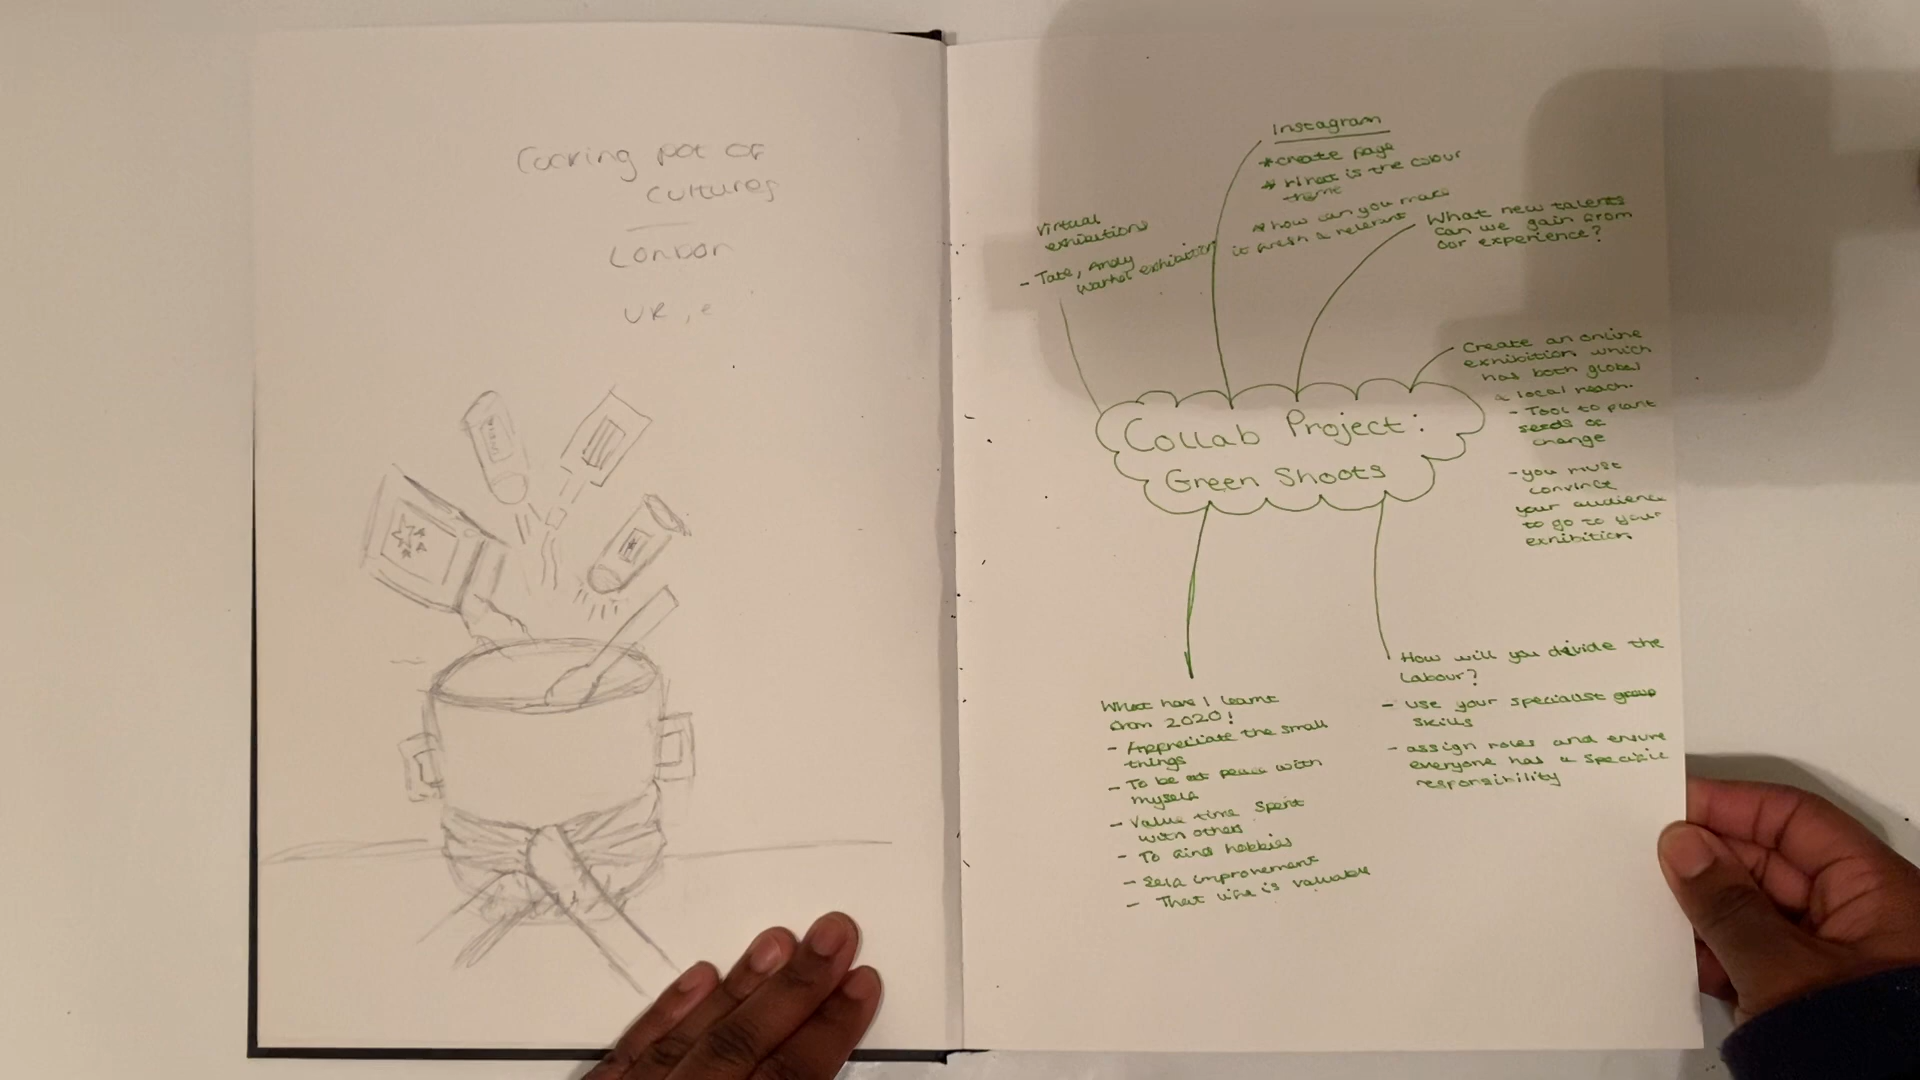 Cooking pot of
cultures
London
UK, e
Instagram
*create page
* What is the colour
theme
* how can you make
it fresh & relevant
Virtual
exhibitions
- Tate, Andy
Warhol exhibition
What new talents
can we gain from
our experience?
Create an online
exhibition which
has both global
& local reach.
- Tool to plant
seeds of
change
- you must
convince
your audience
to go to your
exhibition.
Collab Project:
Green Shoots
What have I learnt
from 2020!
- Appreciate the small
things
- To be at peace with
myself
- Value time spent
with others
- To find hobbies
- Self improvement
- That life is valuable
How will you divide the
Labour?
- use your specialist group
skills
- assign roles and ensure
everyone has a specific
responsibility